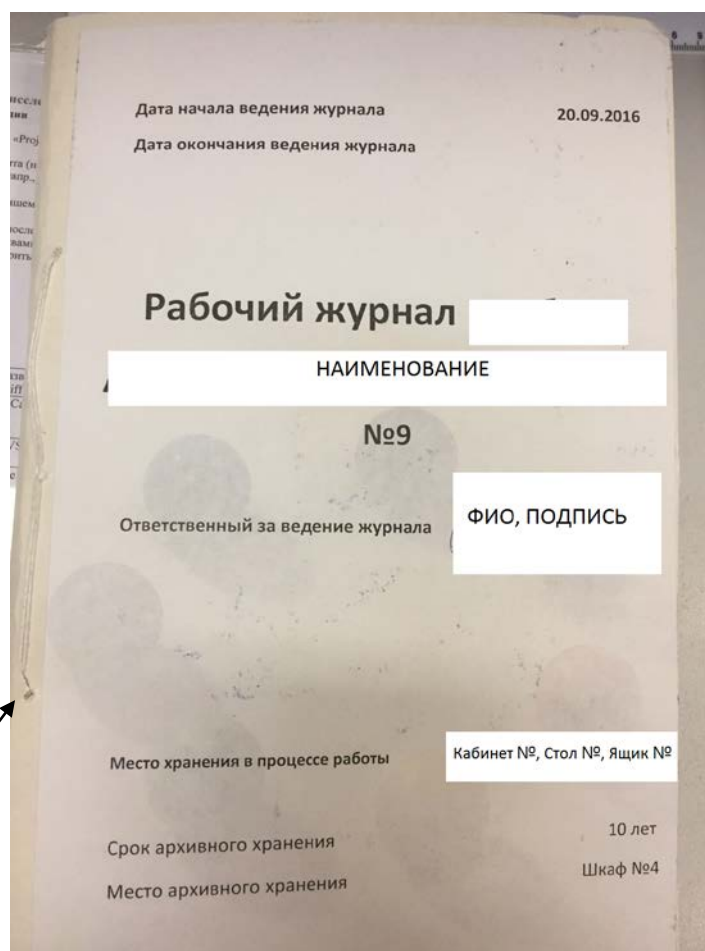 Дата начала ведения журнала 20.09.2016
Дата окончания ведения журнала
Рабочий журнал
НАИМЕНОВАНИЕ
№9
Ответственный за ведение журнала ФИО, ПОДПИСЬ
Место хранения в процессе работы Кабинет №, Стол №, Ящик №
Срок архивного хранения 10 лет
Место архивного хранения Шкаф №4